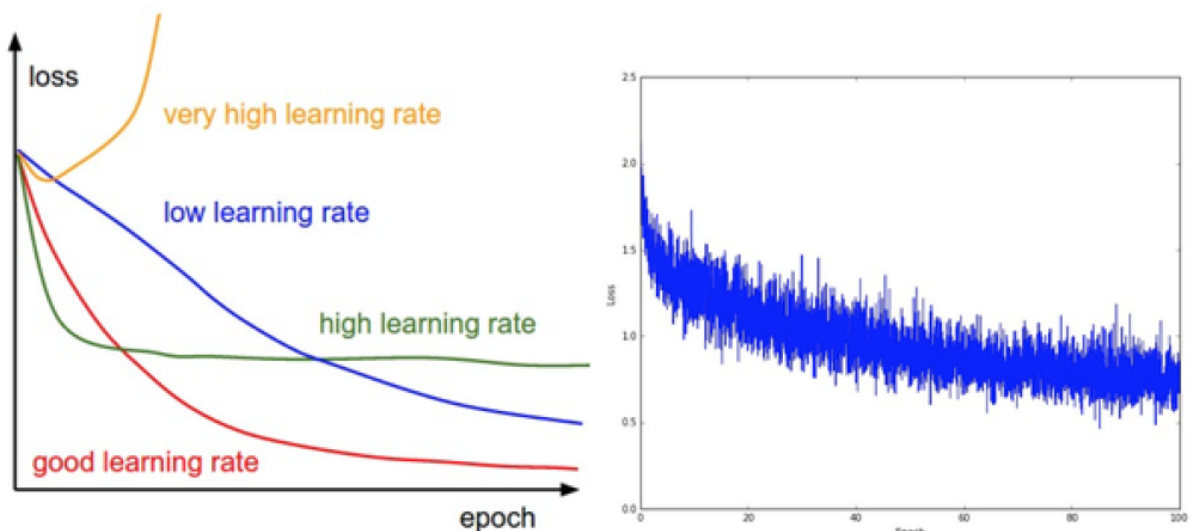 loss
very high learning rate
low learning rate
high learning rate
good learning rate
epoch
2.5
2.0
1.5
1.0
0.5
0.0
Loss
0
20
40
60
80
100
Epoch